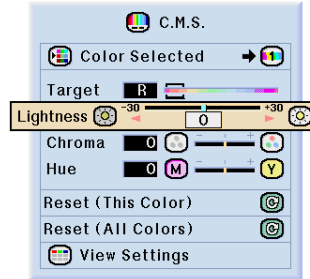 C.M.S.
Color Selected 1
Target R
Lightness -30 0 +30
Chroma 0 - +
Hue 0 M - + Y
Reset (This Color)
Reset (All Colors)
View Settings